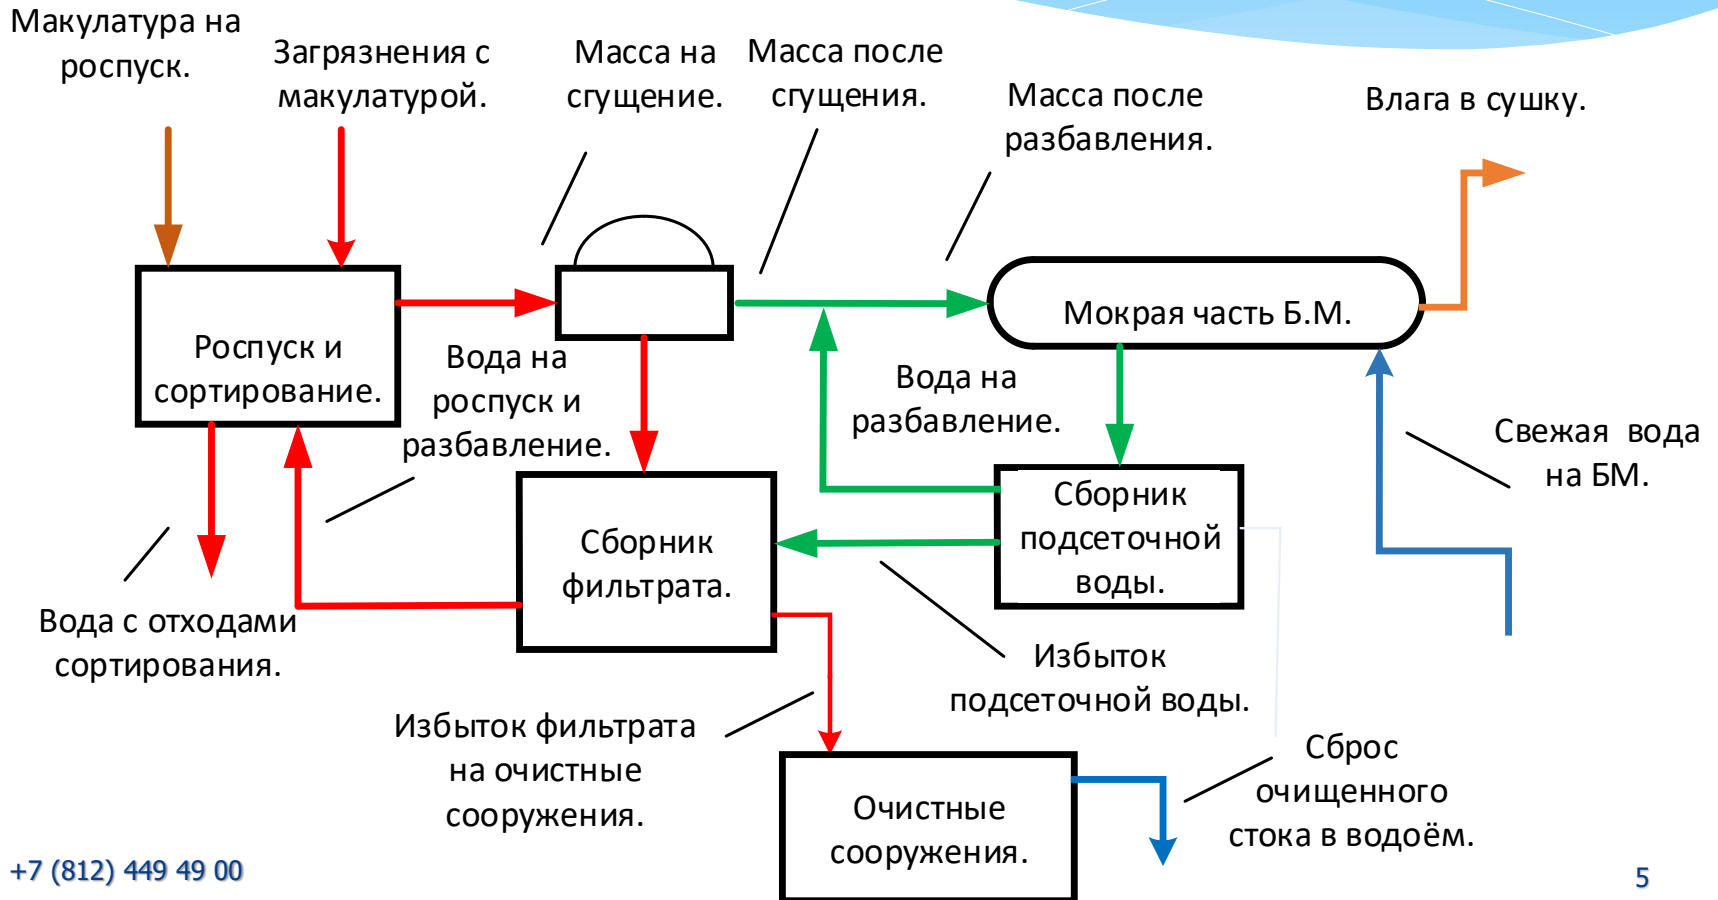 Макулатура на
роспуск.
Загрязнения с
макулатурой.
Масса на
сгущение.
Масса после
сгущения.
Масса после
разбавления.
Влага в сушку.
Роспуск и
сортирование.
Вода на
роспуск и
разбавление.
Мокрая часть Б.М.
Вода на
разбавление.
Свежая вода
на БМ.
Сборник
фильтрата.
Сборник
подсеточной
воды.
Вода с отходами
сортирования.
Избыток
подсеточной воды.
Избыток фильтрата
на очистные
сооружения.
Очистные
сооружения.
Сброс
очищенного
стока в водоём.
+7 (812) 449 49 00
5